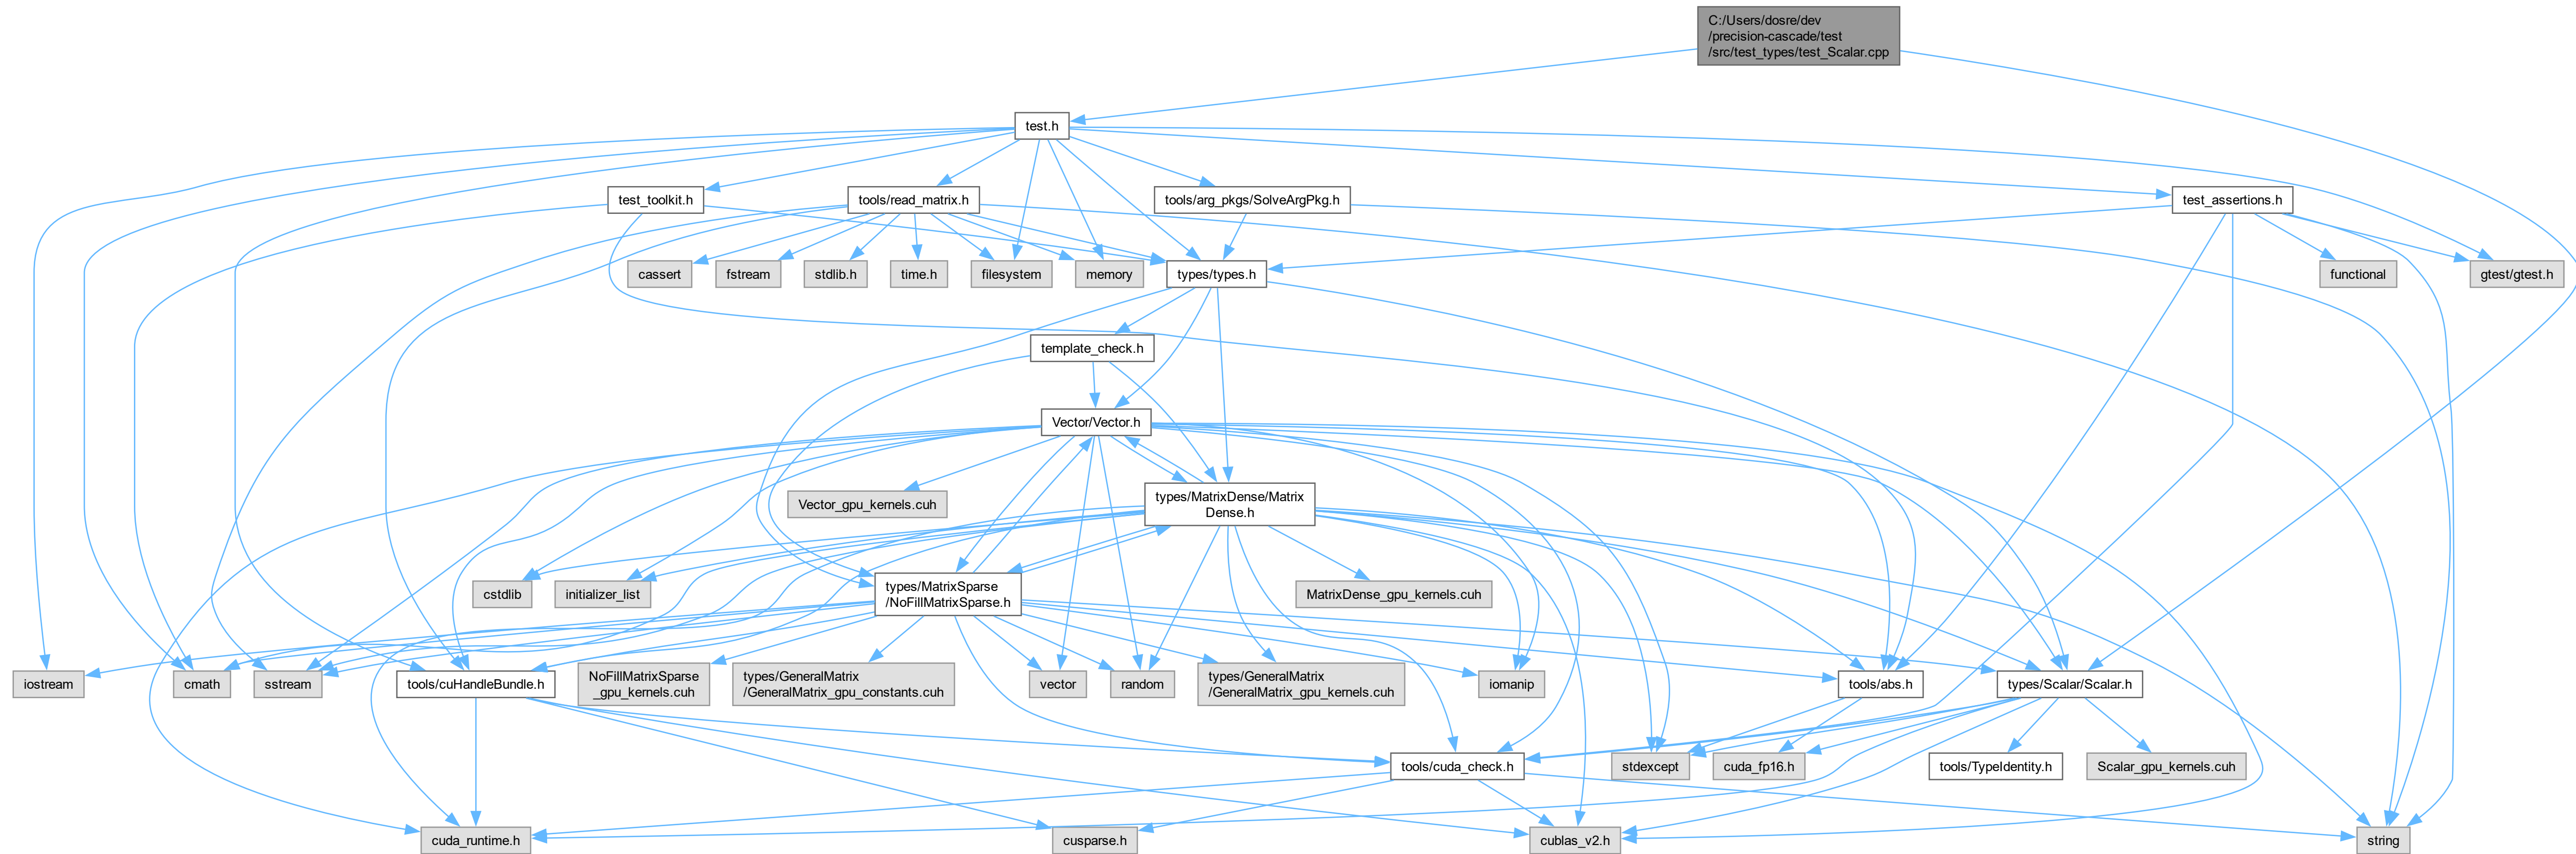 C:/Users/dosre/dev
/precision-cascade/test
/src/test_types/test_Scalar.cpp
test.h
test_toolkit.h
tools/read_matrix.h
tools/arg_pkgs/SolveArgPkg.h
test_assertions.h
cassert
fstream
stdlib.h
time.h
filesystem
memory
types/types.h
functional
gtest/gtest.h
template_check.h
Vector/Vector.h
Vector_gpu_kernels.cuh
types/MatrixDense/Matrix
Dense.h
cstdlib
initializer_list
types/MatrixSparse
/NoFillMatrixSparse.h
MatrixDense_gpu_kernels.cuh
iostream
cmath
sstream
tools/cuHandleBundle.h
NoFillMatrixSparse
_gpu_kernels.cuh
types/GeneralMatrix
/GeneralMatrix_gpu_constants.cuh
vector
random
types/GeneralMatrix
/GeneralMatrix_gpu_kernels.cuh
iomanip
tools/abs.h
types/Scalar/Scalar.h
tools/cuda_check.h
stdexcept
cuda_fp16.h
tools/TypeIdentity.h
Scalar_gpu_kernels.cuh
cuda_runtime.h
cusparse.h
cublas_v2.h
string